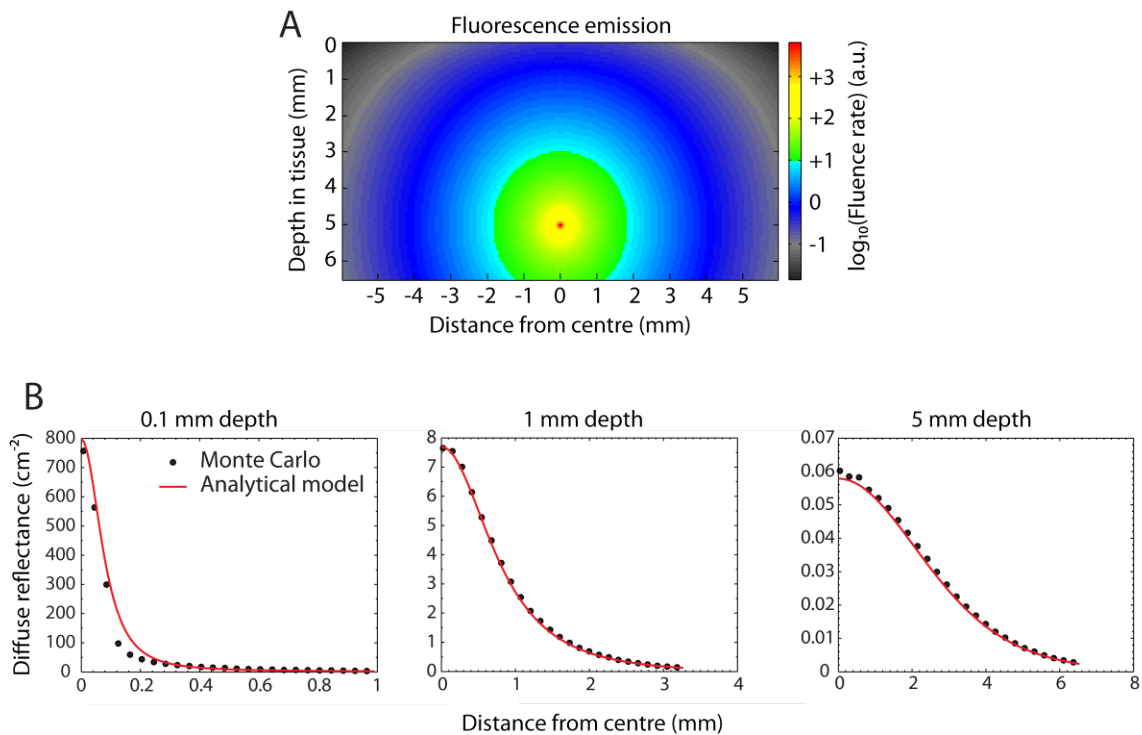 A
Fluorescence emission
Depth in tissue (mm)
0
1
2
3
4
5
6
-5 -4 -3 -2 -1 0 1 2 3 4 5
Distance from centre (mm)
+3
+2
+1
0
-1
log₁₀(Fluence rate) (a.u.)
B
0.1 mm depth
Diffuse reflectance (cm⁻²)
800
700
600
500
400
300
200
100
0
0 0.2 0.4 0.6 0.8 1
Monte Carlo
Analytical model
1 mm depth
8
7
6
5
4
3
2
1
0
0 1 2 3 4
5 mm depth
0.07
0.06
0.05
0.04
0.03
0.02
0.01
0
0 2 4 6 8
Distance from centre (mm)